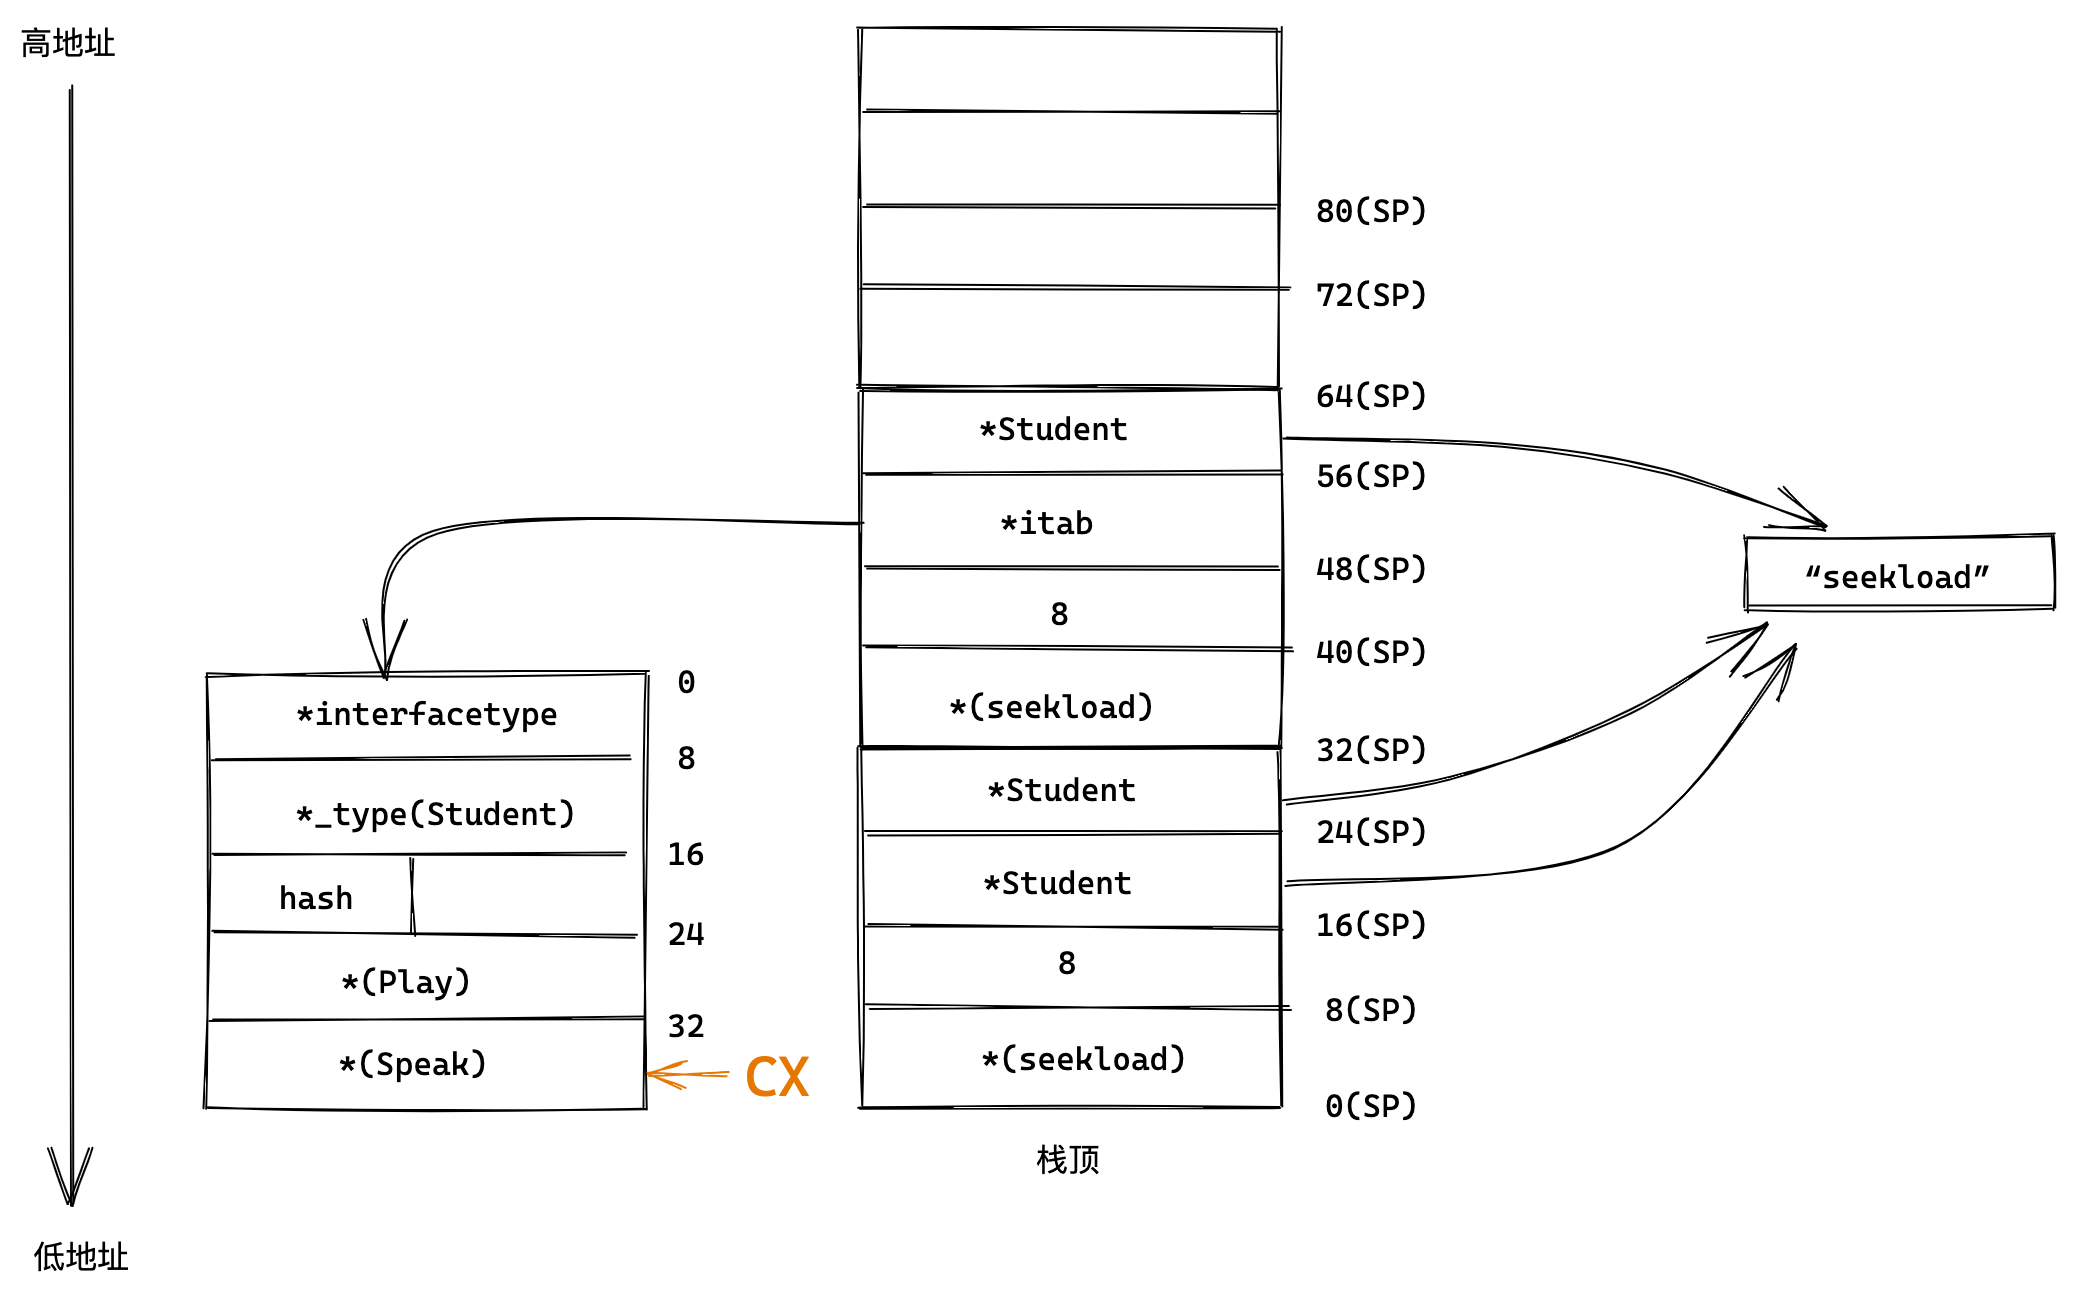 高地址
80(SP)
72(SP)
64(SP)
*Student
56(SP)
*itab
48(SP)
“seekload”
8
40(SP)
*(seekload)
32(SP)
*Student
24(SP)
*Student
16(SP)
8
8(SP)
*(seekload)
0(SP)
栈顶
0
*interfacetype
8
*_type(Student)
16
hash
24
*(Play)
32
*(Speak)
CX
低地址